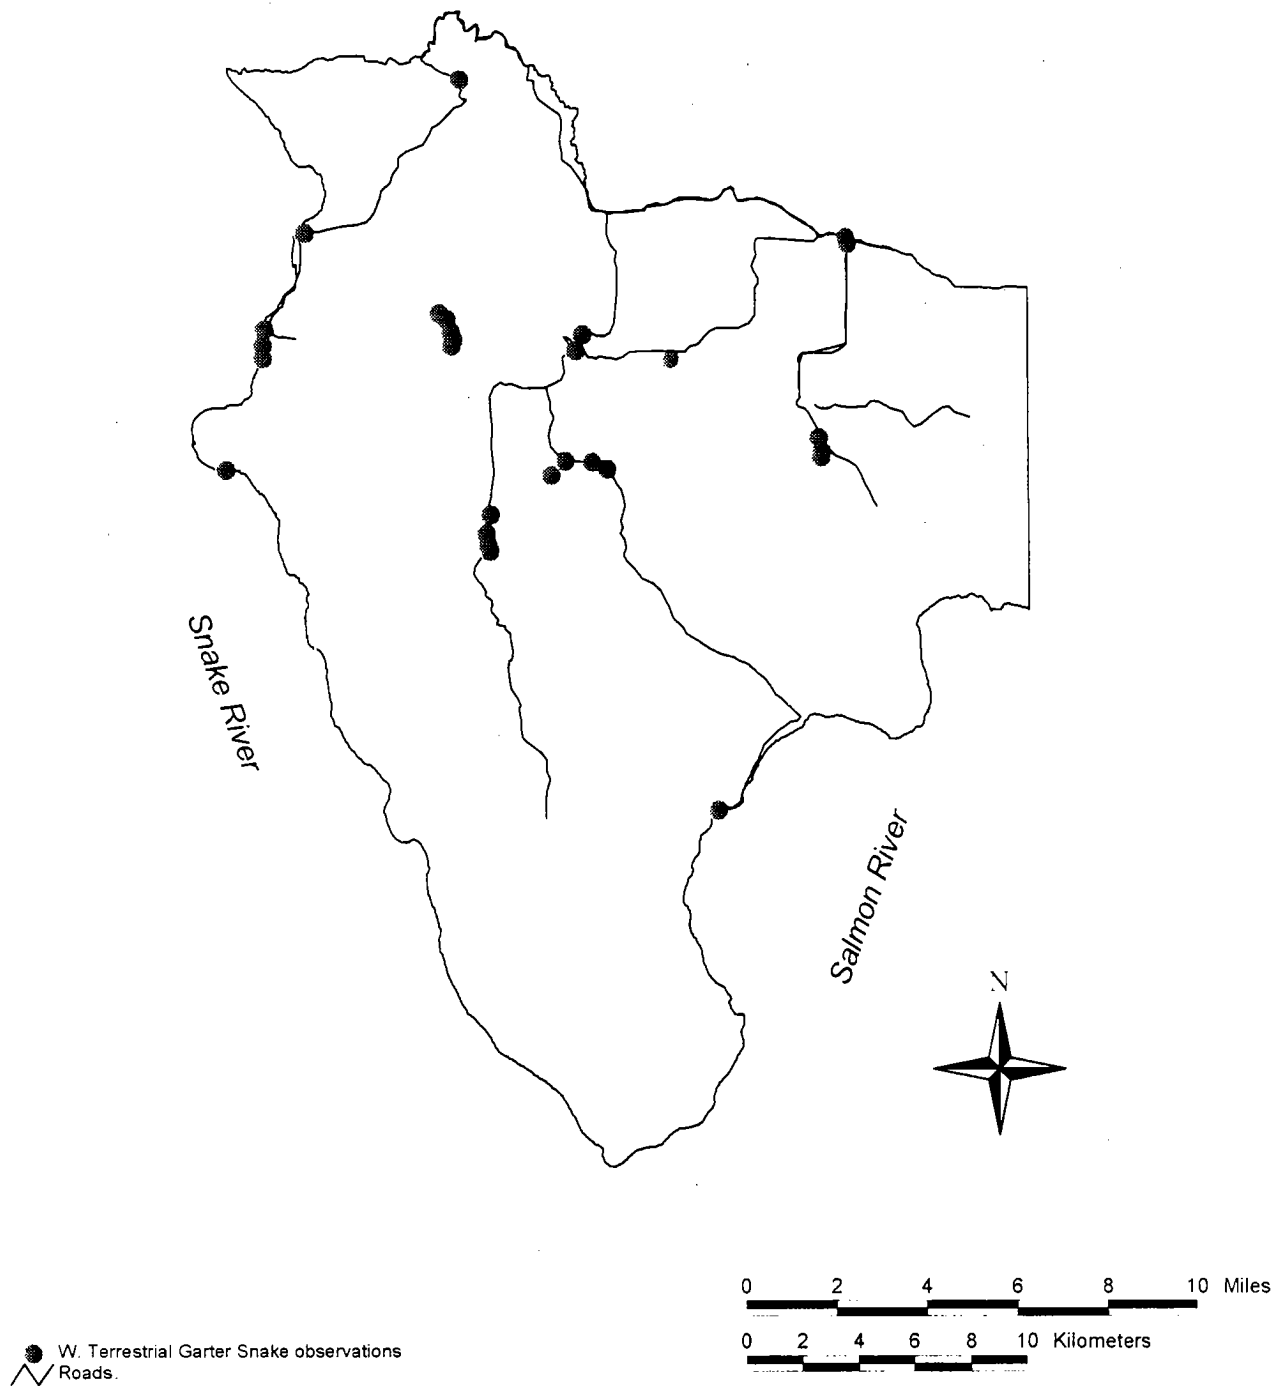 Snake River
Salmon River
N
0 2 4 6 8 10 Miles
0 2 4 6 8 10 Kilometers
W. Terrestrial Garter Snake observations
Roads.